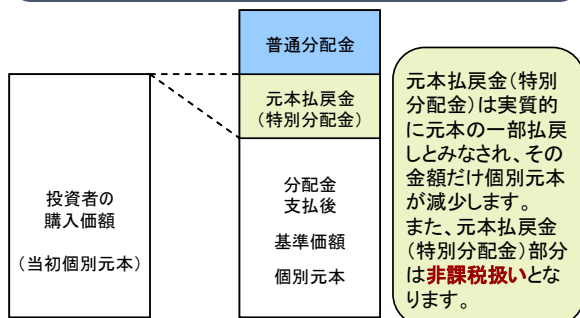 普通分配金
元本払戻金
(特別分配金)
投資者の
購入価額
(当初個別元本)
分配金
支払後
基準価額
個別元本
元本払戻金(特別
分配金)は実質的
に元本の一部払戻
しとみなされ、その
金額だけ個別元本
が減少します。
また、元本払戻金
(特別分配金)部分
は非課税扱いとな
ります。